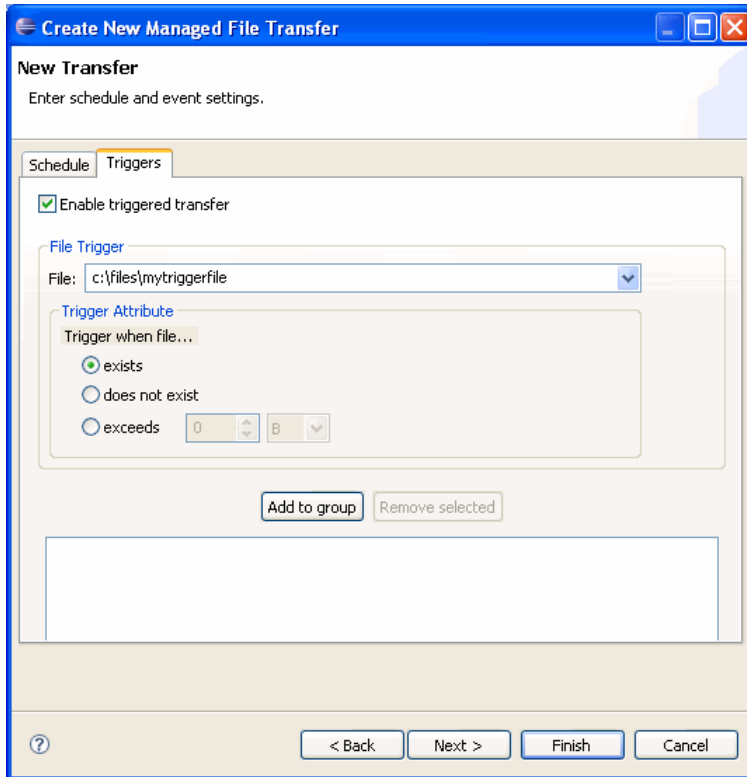 Create New Managed File Transfer
New Transfer
Enter schedule and event settings.
Schedule Triggers
Enable triggered transfer
File Trigger
File: c:\files\mytriggerfile
Trigger Attribute
Trigger when file...
exists
does not exist
exceeds 0 B
Add to group Remove selected
? < Back Next > Finish Cancel